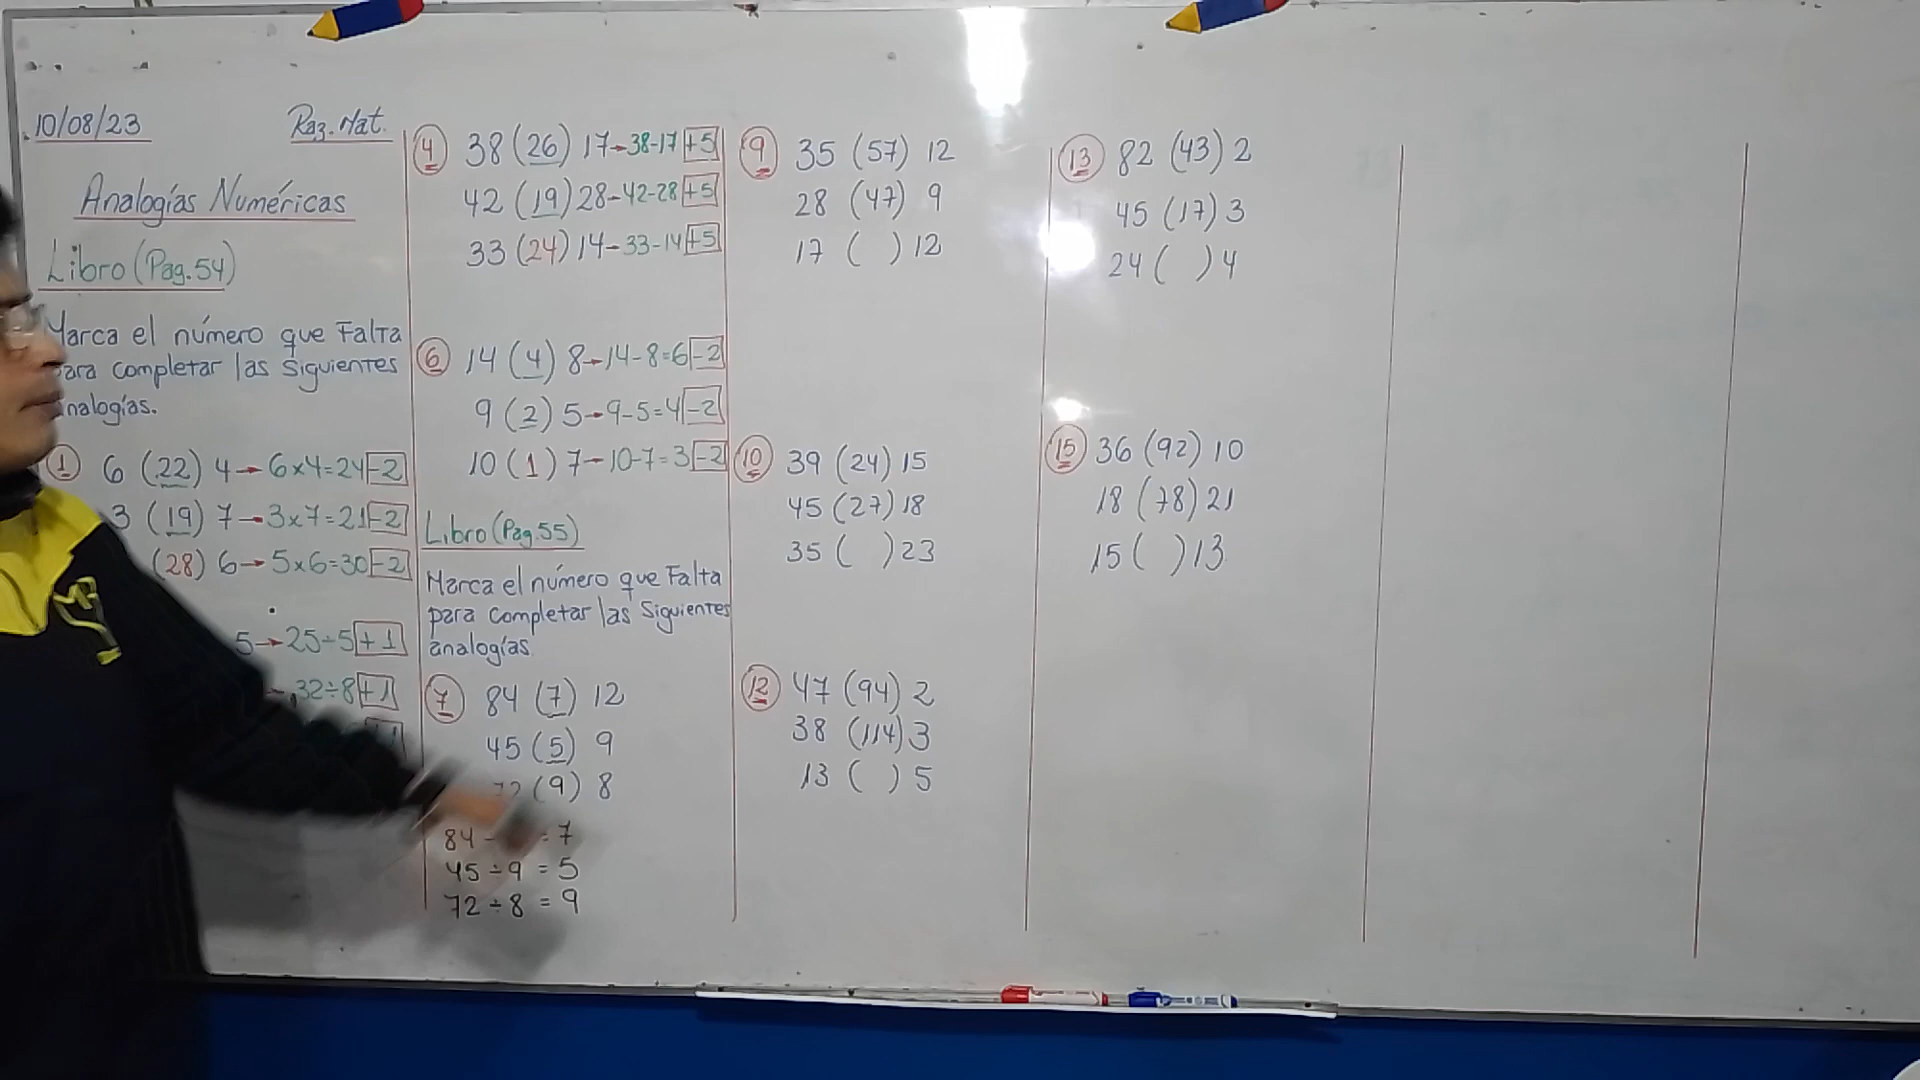 10/08/23 Raz. Mat.
Analogías Numéricas
Libro (Pag. 54)
Marca el número que Falta
para completar las siguientes
analogías.
1 6 (22) 4 → 6x4=24 -2
3 (19) 7 → 3x7=21 -2
(28) 6 → 5x6=30 -2
5 → 25÷5 +1
32÷8 +1
4 38 (26) 17 → 38-17 +5
42 (19) 28 - 42-28 +5
33 (24) 14 - 33-14 +5
6 14 (4) 8 → 14-8=6 -2
9 (2) 5 → 9-5=4 -2
10 (1) 7 → 10-7=3 -2
Libro (Pag. 55)
Marca el número que Falta
para completar las siguientes
analogías.
7 84 (7) 12
45 (5) 9
72 (9) 8
84 = 7
45 ÷ 9 = 5
72 ÷ 8 = 9
9 35 (57) 12
28 (47) 9
17 ( ) 12
10 39 (24) 15
45 (27) 18
35 ( ) 23
12 47 (94) 2
38 (114) 3
13 ( ) 5
13 82 (43) 2
45 (17) 3
24 ( ) 4
15 36 (92) 10
18 (78) 21
15 ( ) 13